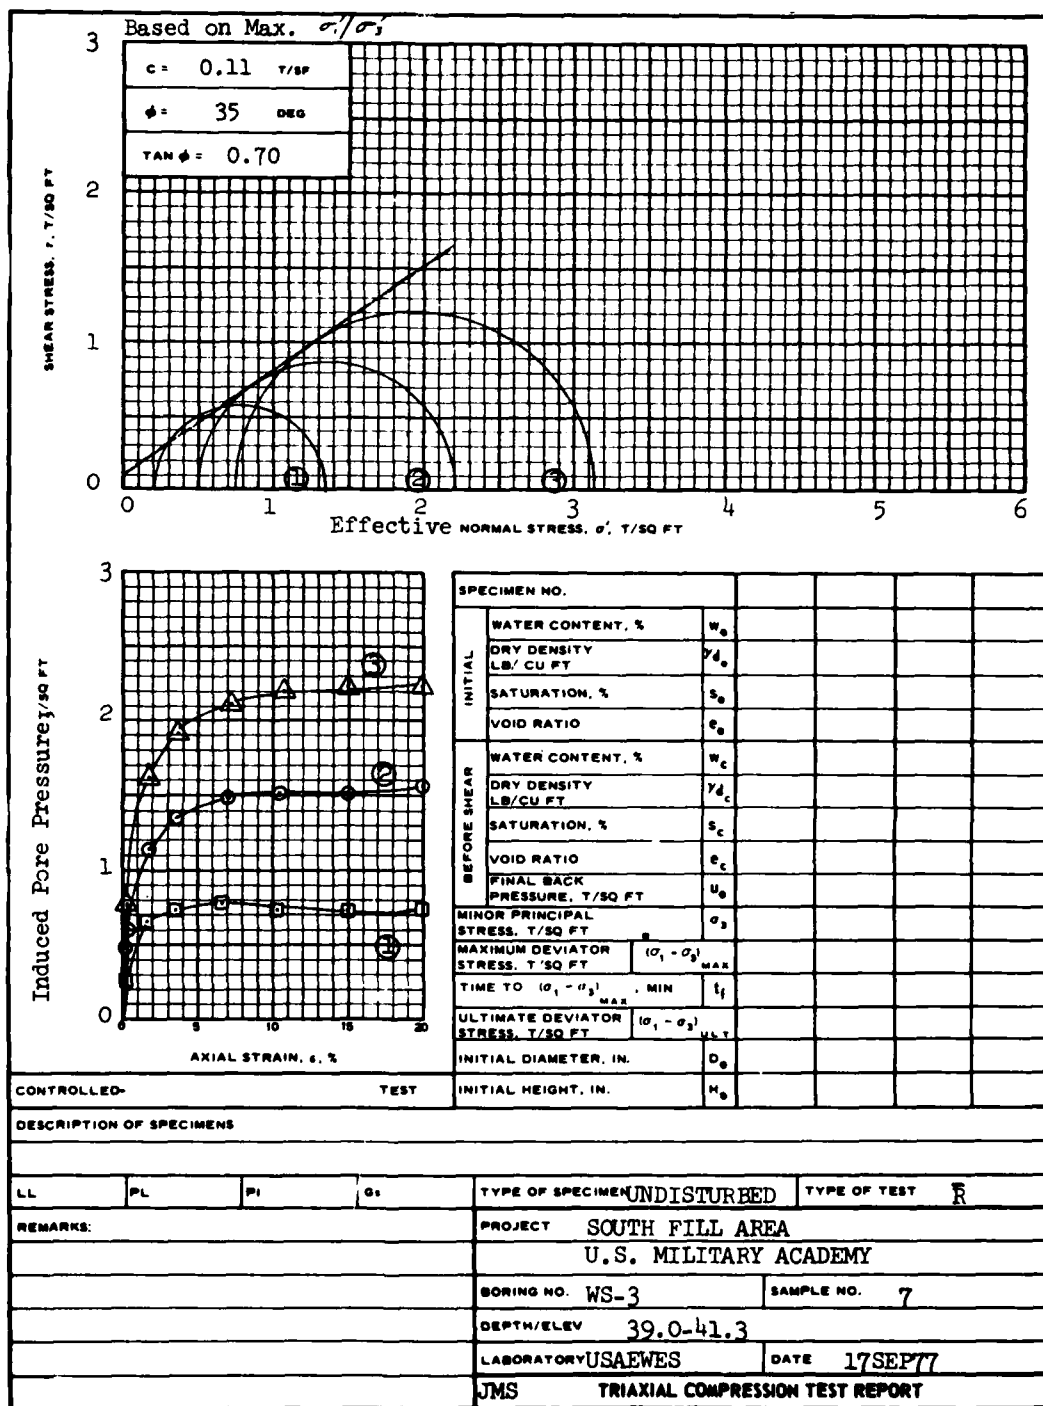 Based on Max. σ₁'/σ₃'
C = 0.11 T/SF
ϕ = 35 DEG
TAN ϕ = 0.70
SHEAR STRESS, τ, T/SQ FT
3
2
1
0
① ② ③
0 1 2 3 4 5 6
Effective NORMAL STRESS, σ', T/SQ FT
Induced Pore Pressure, T/SQ FT
3
2
1
0
③
②
①
0 5 10 15 20
AXIAL STRAIN, ε, %
CONTROLLED- TEST
SPECIMEN NO.
INITIAL
WATER CONTENT, % w₀
DRY DENSITY LB/ CU FT γd₀
SATURATION, % S₀
VOID RATIO e₀
BEFORE SHEAR
WATER CONTENT, % w_c
DRY DENSITY LB/CU FT γd_c
SATURATION, % S_c
VOID RATIO e_c
FINAL BACK PRESSURE, T/SQ FT u₀
MINOR PRINCIPAL STRESS, T/SQ FT σ₃
MAXIMUM DEVIATOR STRESS, T/SQ FT (σ₁ - σ₃) MAX
TIME TO (σ₁ - σ₃) MAX , MIN t_f
ULTIMATE DEVIATOR STRESS, T/SQ FT (σ₁ - σ₃) ULT
INITIAL DIAMETER, IN. D₀
INITIAL HEIGHT, IN. H₀
DESCRIPTION OF SPECIMENS
LL PL PI Gs
TYPE OF SPECIMEN UNDISTURBED TYPE OF TEST R̄
REMARKS:
PROJECT SOUTH FILL AREA
U.S. MILITARY ACADEMY
BORING NO. WS-3 SAMPLE NO. 7
DEPTH/ELEV 39.0-41.3
LABORATORY USAEWES DATE 17SEP77
JMS TRIAXIAL COMPRESSION TEST REPORT